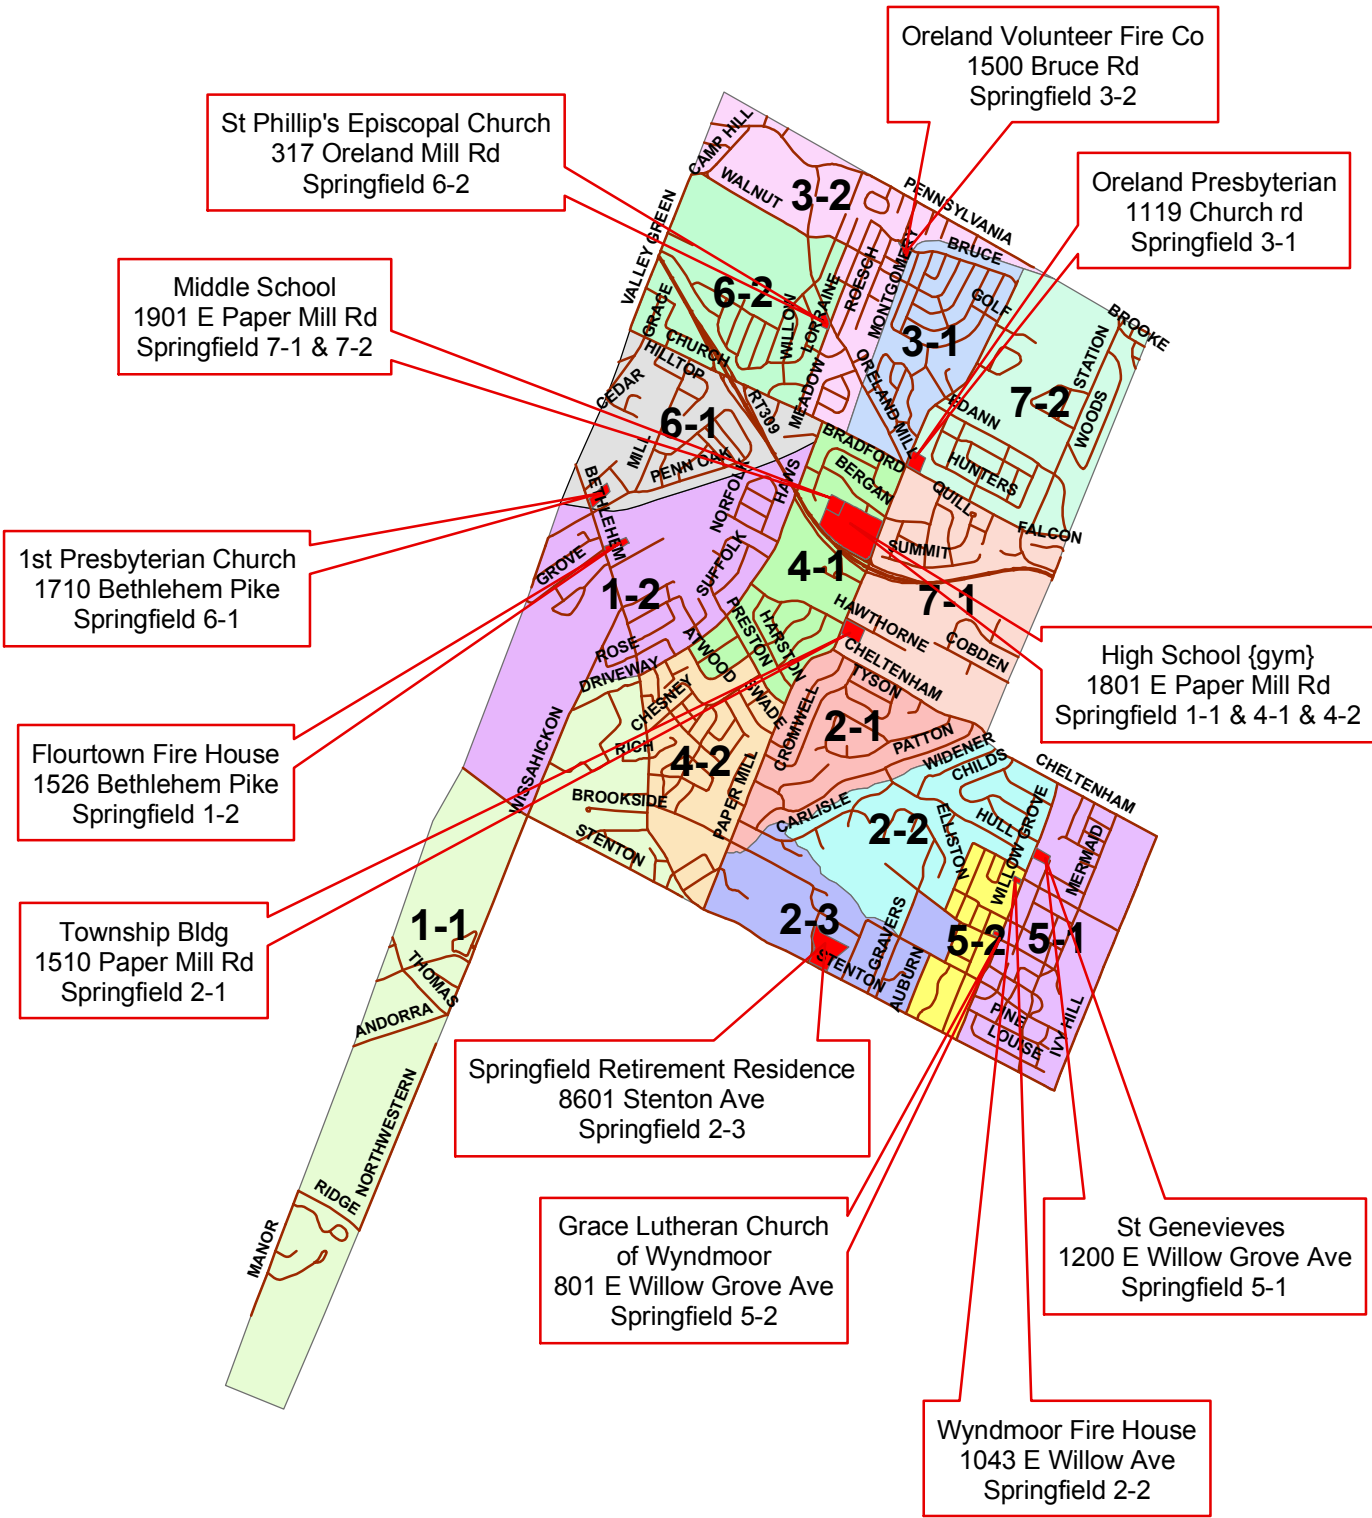 Oreland Volunteer Fire Co
1500 Bruce Rd
Springfield 3-2
St Phillip's Episcopal Church
317 Oreland Mill Rd
Springfield 6-2
Oreland Presbyterian
1119 Church rd
Springfield 3-1
Middle School
1901 E Paper Mill Rd
Springfield 7-1 & 7-2
1st Presbyterian Church
1710 Bethlehem Pike
Springfield 6-1
High School {gym}
1801 E Paper Mill Rd
Springfield 1-1 & 4-1 & 4-2
Flourtown Fire House
1526 Bethlehem Pike
Springfield 1-2
Township Bldg
1510 Paper Mill Rd
Springfield 2-1
Springfield Retirement Residence
8601 Stenton Ave
Springfield 2-3
Grace Lutheran Church
of Wyndmoor
801 E Willow Grove Ave
Springfield 5-2
St Genevieves
1200 E Willow Grove Ave
Springfield 5-1
Wyndmoor Fire House
1043 E Willow Ave
Springfield 2-2
CAMP HILL
WALNUT
3-2
PENNSYLVANIA
VALLEY GREEN
BRUCE
MONTGOMERY
ROESCH
LORRAINE
WILLOW
6-2
GRACE
CHURCH
HILLTOP
GOLF
3-1
BROOKE
STATION
WOODS
7-2
EDANN
HUNTERS
ORELAND MILL
MEADOW
RT309
CEDAR
6-1
MILL
PENN OAK
BRADFORD
BERGAN
QUILL
FALCON
SUMMIT
BETHLEHEM
NORFOLK
HAWS
SUFFOLK
GROVE
1-2
4-1
7-1
HAWTHORNE
COBDEN
CHELTENHAM
TYSON
PRESTON
HARSTON
ATWOOD
ROSE
DRIVEWAY
CHESNEY
SWADE
CROMWELL
2-1
PATTON
WIDENER
CHILDS
CHELTENHAM
RICH
4-2
PAPER MILL
WISSAHICKON
BROOKSIDE
STENTON
CARLISLE
2-2
ELLISTON
HULL
WILLOW GROVE
MERMAID
1-1
THOMAS
ANDORRA
2-3
STENTON
GRAVERS
AUBURN
5-2
5-1
PINE
LOUISE
IVY HILL
NORTHWESTERN
RIDGE
MANOR